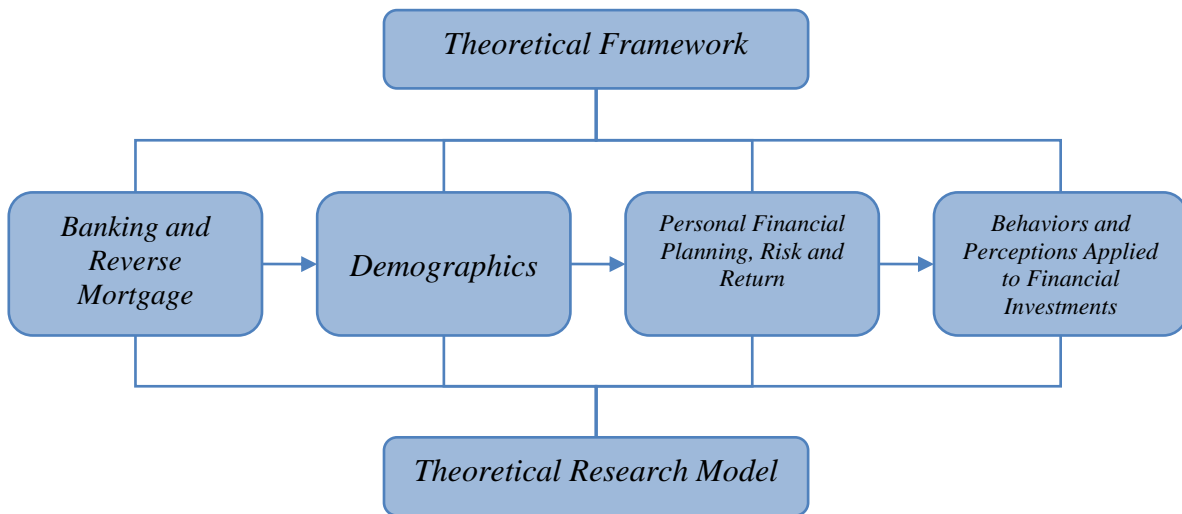 Theoretical Framework
Banking and
Reverse
Mortgage
Demographics
Personal Financial
Planning, Risk and
Return
Behaviors and
Perceptions Applied
to Financial
Investments
Theoretical Research Model